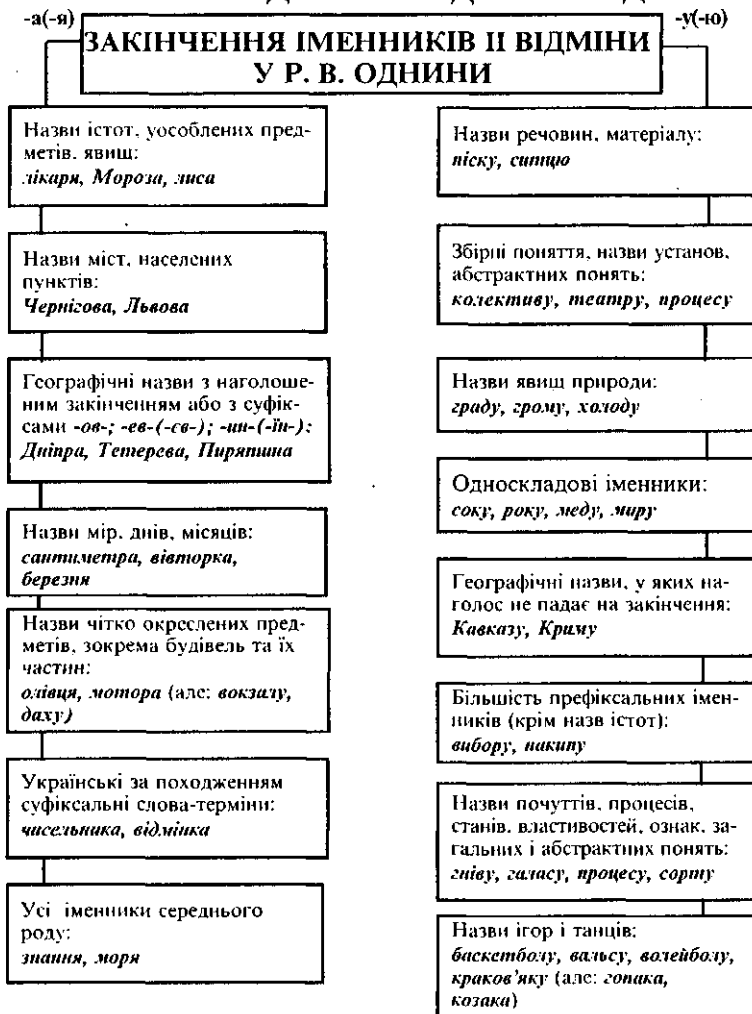 -а(-я)
-у(-ю)
ЗАКІНЧЕННЯ ІМЕННИКІВ ІІ ВІДМІНИ
У Р. В. ОДНИНИ
Назви істот, уособлених пред-
метів, явищ:
лікаря, Мороза, лиса
Назви міст, населених
пунктів:
Чернігова, Львова
Географічні назви з наголоше-
ним закінченням або з суфік-
сами -ов-; -ев-(-єв-); -ин-(-їн-):
Дніпра, Тетерева, Пирятина
Назви мір, днів, місяців:
сантиметра, вівторка,
березня
Назви чітко окреслених пред-
метів, зокрема будівель та їх
частин:
олівця, мотора (але: вокзалу,
даху)
Українські за походженням
суфіксальні слова-терміни:
чисельника, відмінка
Усі іменники середнього
роду:
знання, моря
Назви речовин, матеріалу:
піску, ситцю
Збірні поняття, назви установ,
абстрактних понять:
колективу, театру, процесу
Назви явищ природи:
граду, грому, холоду
Односкладові іменники:
соку, року, меду, миру
Географічні назви, у яких на-
голос не падає на закінчення:
Кавказу, Криму
Більшість префіксальних імен-
ників (крім назв істот):
вибору, накипу
Назви почуттів, процесів,
станів, властивостей, ознак, за-
гальних і абстрактних понять:
гніву, галасу, процесу, сорту
Назви ігор і танців:
баскетболу, вальсу, волейболу,
краков'яку (але: гопака,
козака)